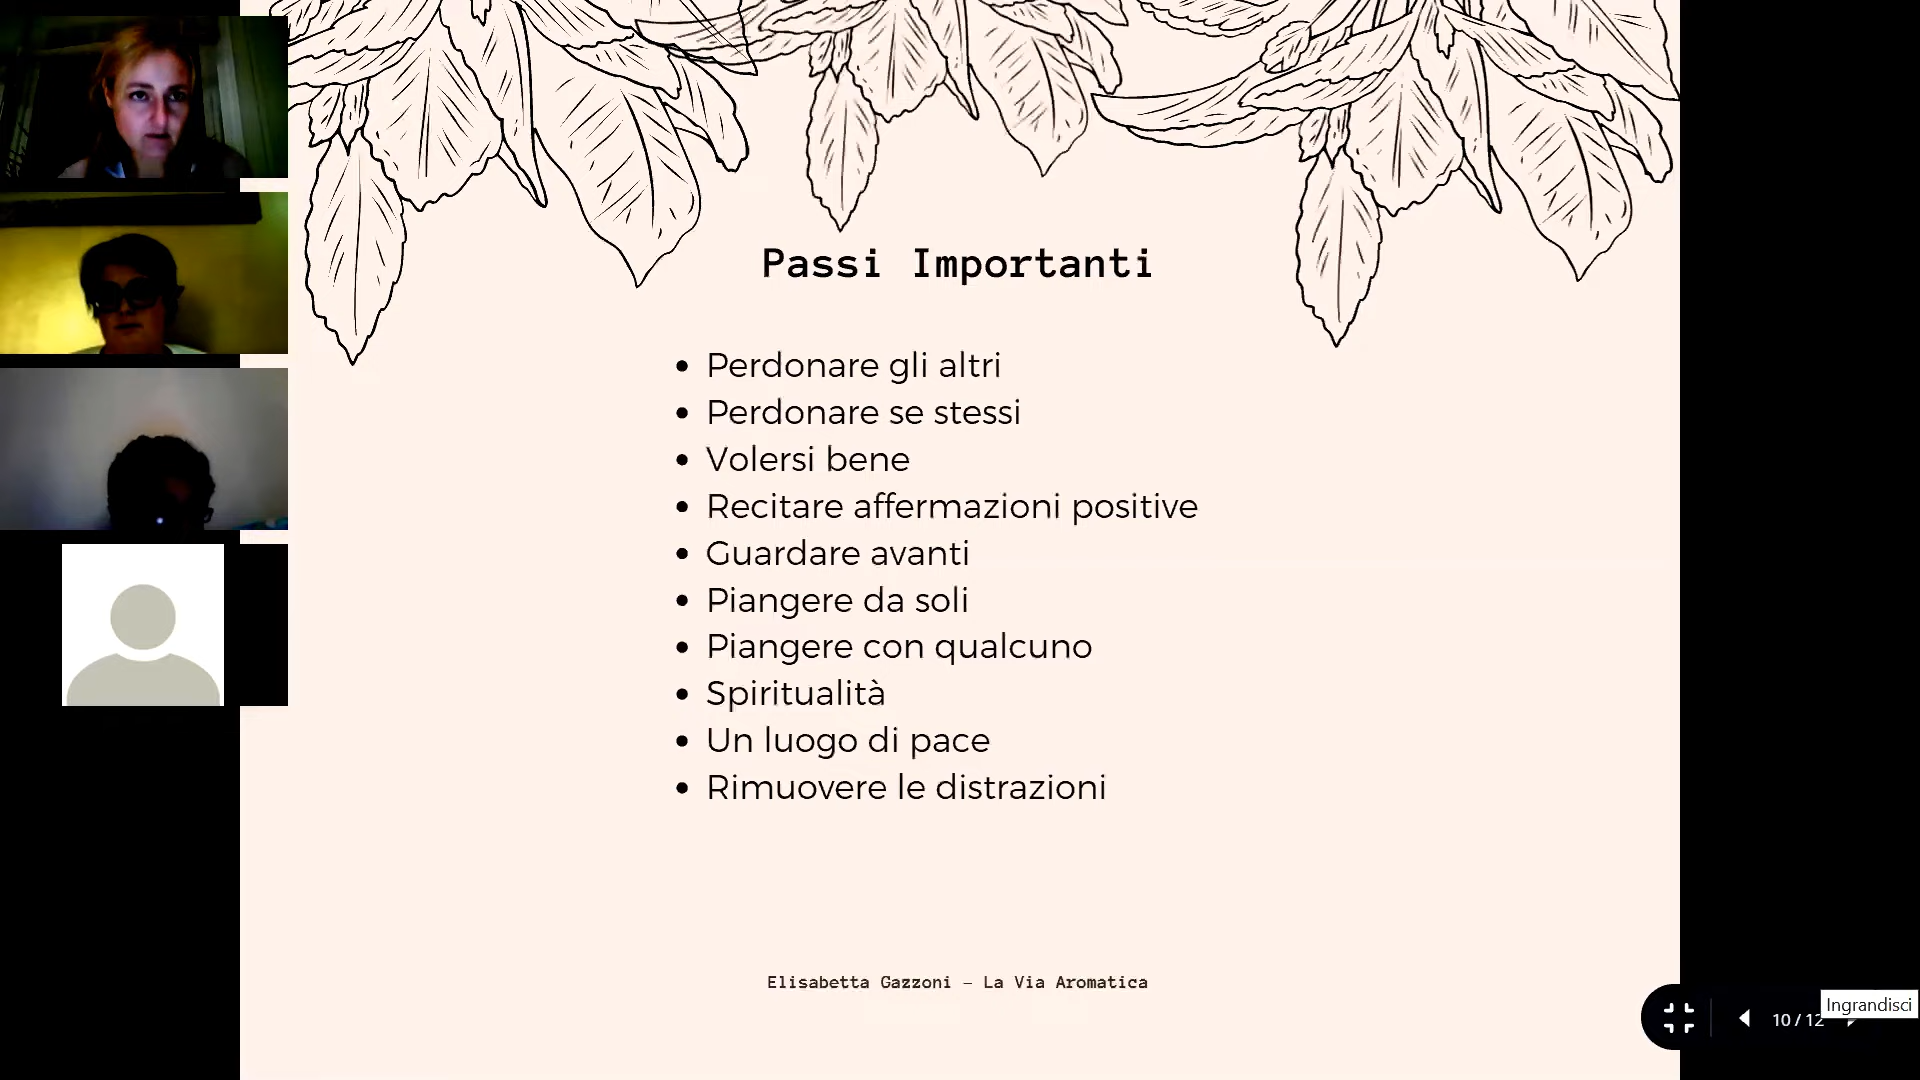 Passi Importanti
• Perdonare gli altri
• Perdonare se stessi
• Volersi bene
• Recitare affermazioni positive
• Guardare avanti
• Piangere da soli
• Piangere con qualcuno
• Spiritualità
• Un luogo di pace
• Rimuovere le distrazioni
Elisabetta Gazzoni - La Via Aromatica
Ingrandisci
10 / 12